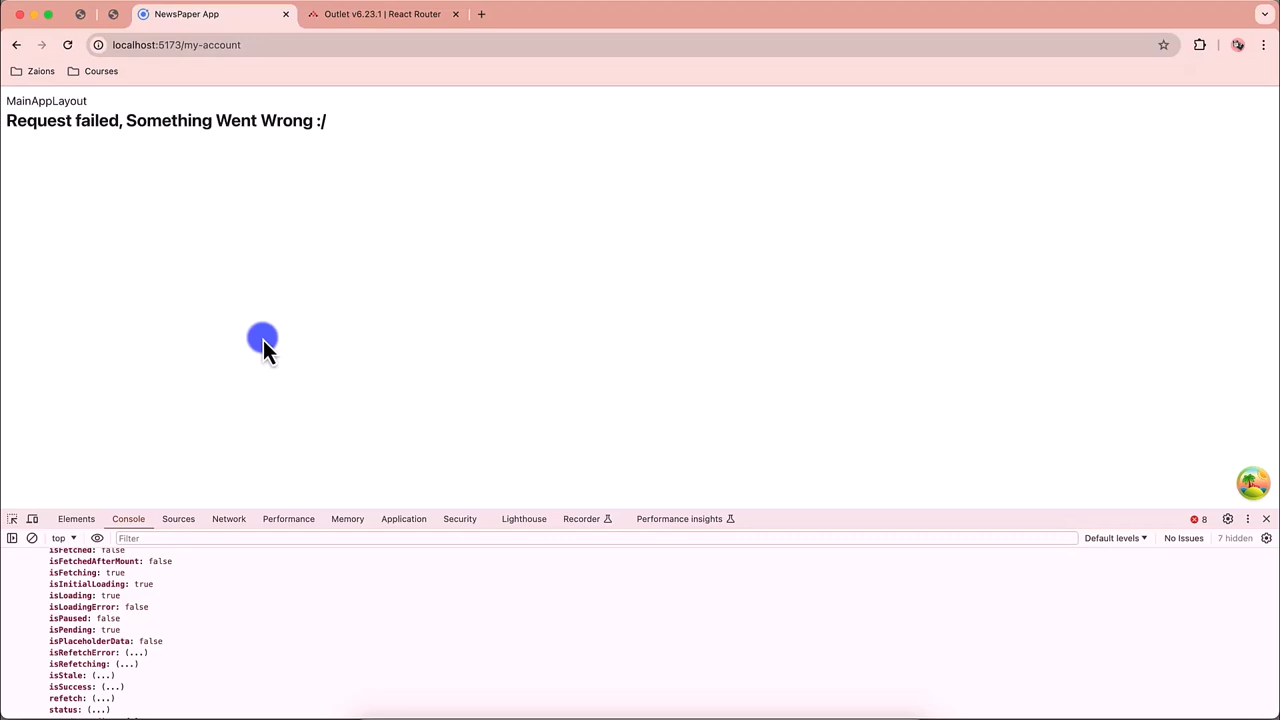 NewsPaper App
Outlet v6.23.1 | React Router
localhost:5173/my-account
Zaions
Courses
MainAppLayout
Request failed, Something Went Wrong :/
Elements Console Sources Network Performance Memory Application Security Lighthouse Recorder Performance insights 8
top Filter Default levels No Issues 7 hidden
isFetched: false
isFetchedAfterMount: false
isFetching: true
isInitialLoading: true
isLoading: true
isLoadingError: false
isPaused: false
isPending: true
isPlaceholderData: false
isRefetchError: (...)
isRefetching: (...)
isStale: (...)
isSuccess: (...)
refetch: (...)
status: (...)